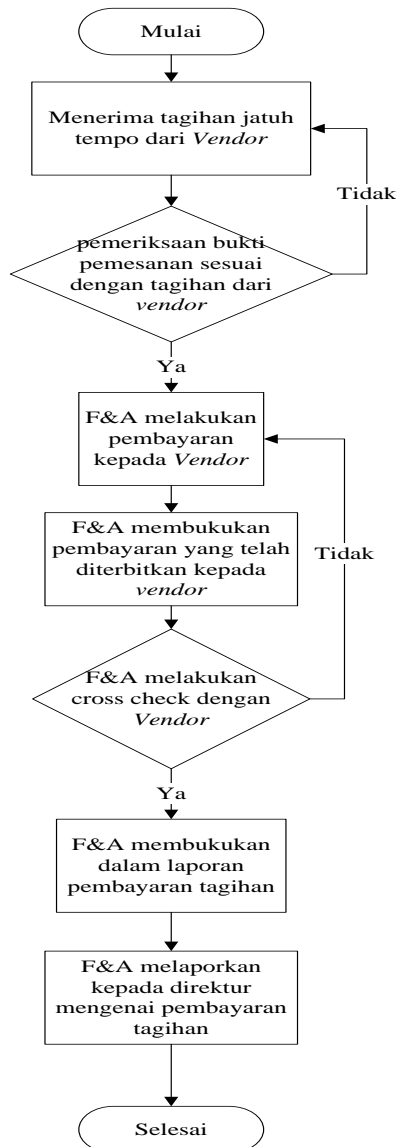 Mulai
Menerima tagihan jatuh
tempo dari Vendor
Tidak
pemeriksaan bukti
pemesanan sesuai
dengan tagihan dari
vendor
Ya
F&A melakukan
pembayaran
kepada Vendor
F&A membukukan
pembayaran yang telah
diterbitkan kepada
vendor
Tidak
F&A melakukan
cross check dengan
Vendor
Ya
F&A membukukan
dalam laporan
pembayaran tagihan
F&A melaporkan
kepada direktur
mengenai pembayaran
tagihan
Selesai